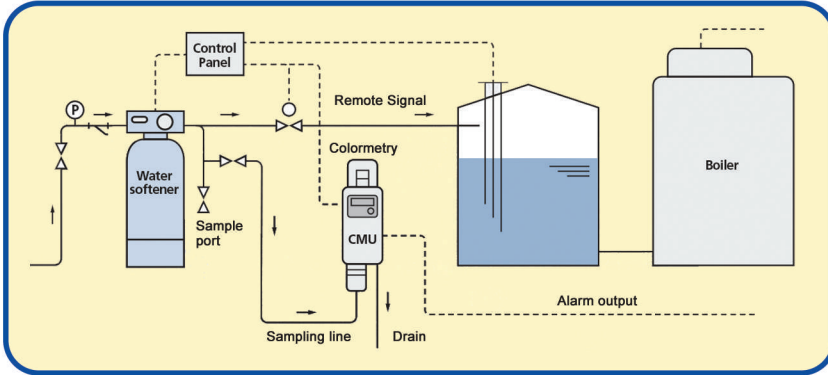 Control
Panel
P
Remote Signal
Colormetry
Water
softener
Boiler
Sample
port
CMU
Alarm output
Sampling line
Drain